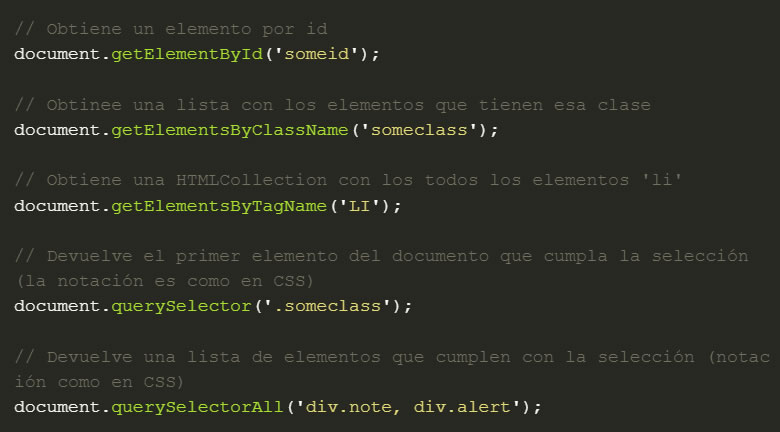 // Obtiene un elemento por id
document.getElementById('someid');
// Obtinee una lista con los elementos que tienen esa clase
document.getElementsByClassName('someclass');
// Obtiene una HTMLCollection con los todos los elementos 'li'
document.getElementsByTagName('LI');
// Devuelve el primer elemento del documento que cumpla la selección
(la notación es como en CSS)
document.querySelector('.someclass');
// Devuelve una lista de elementos que cumplen con la selección (notac
ión como en CSS)
document.querySelectorAll('div.note, div.alert');